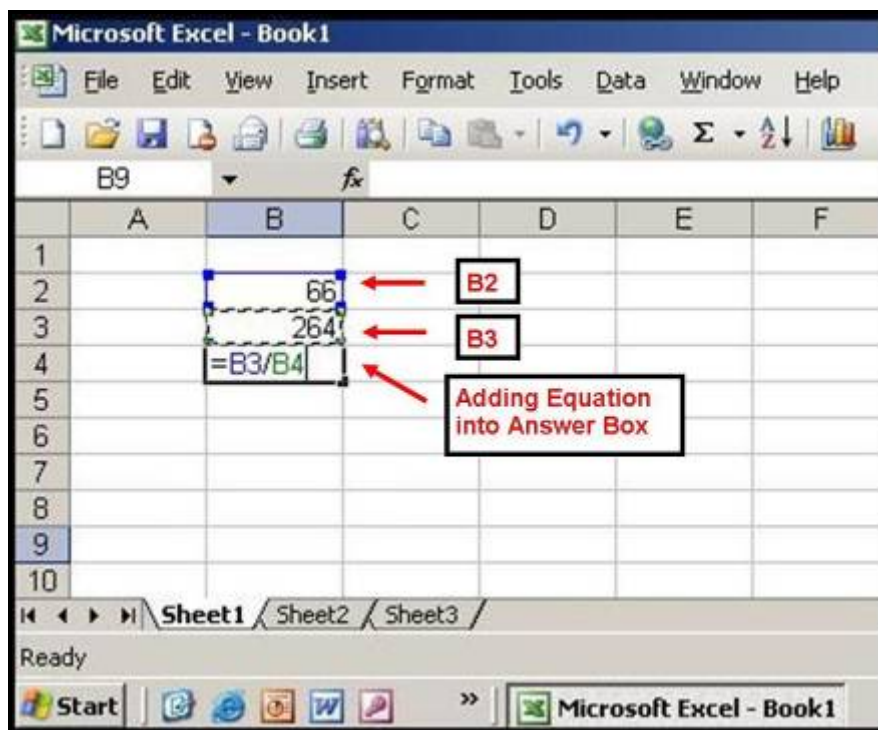 Microsoft Excel - Book1
File Edit View Insert Format Tools Data Window Help
Σ A Z
B9 fx
A B C D E F
1
2 66 B2
3 264 B3
4 =B3/B4
5 Adding Equation
6 into Answer Box
7
8
9
10
Sheet1 / Sheet2 / Sheet3 /
Ready
Start W » Microsoft Excel - Book1